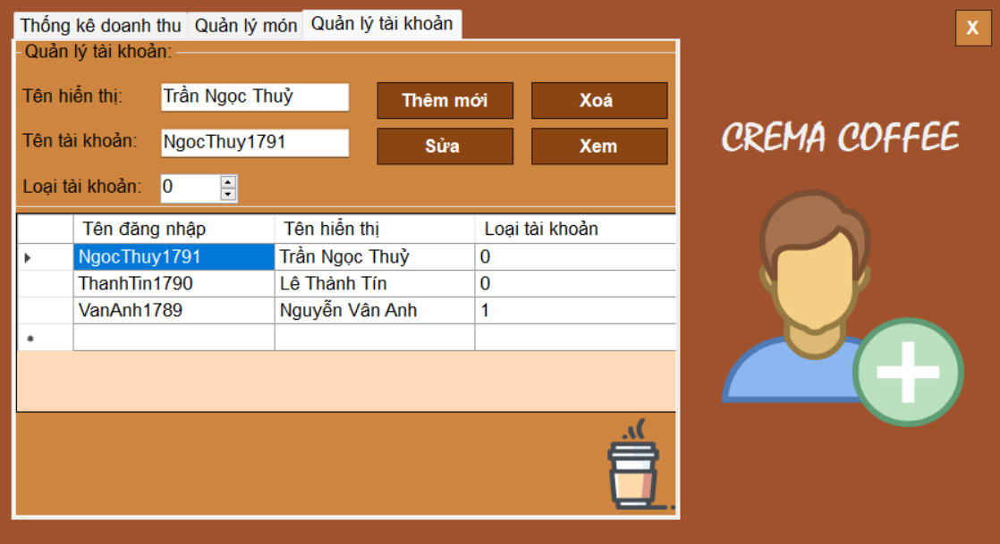 Thống kê doanh thu Quản lý món Quản lý tài khoản
X
Quản lý tài khoản:
Tên hiển thị: Trần Ngọc Thuỷ Thêm mới Xoá
Tên tài khoản: NgocThuy1791 Sửa Xem
Loại tài khoản: 0
CREMA COFFEE
Tên đăng nhập Tên hiển thị Loại tài khoản
NgocThuy1791 Trần Ngọc Thuỷ 0
ThanhTin1790 Lê Thành Tín 0
VanAnh1789 Nguyễn Vân Anh 1